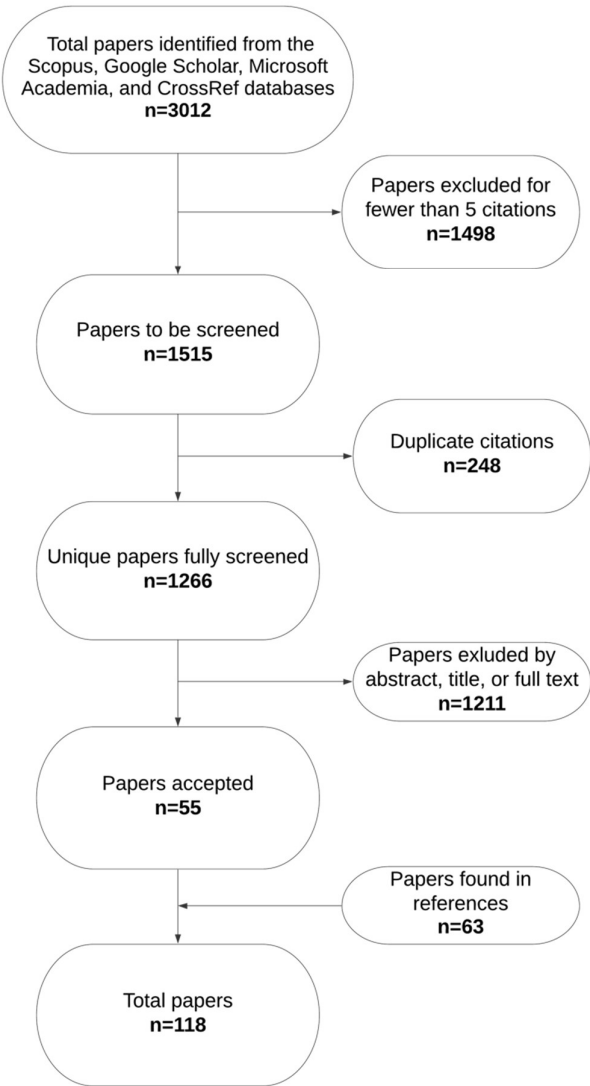 Total papers identified from the
Scopus, Google Scholar, Microsoft
Academia, and CrossRef databases
n=3012
Papers excluded for
fewer than 5 citations
n=1498
Papers to be screened
n=1515
Duplicate citations
n=248
Unique papers fully screened
n=1266
Papers exluded by
abstract, title, or full text
n=1211
Papers accepted
n=55
Papers found in
references
n=63
Total papers
n=118